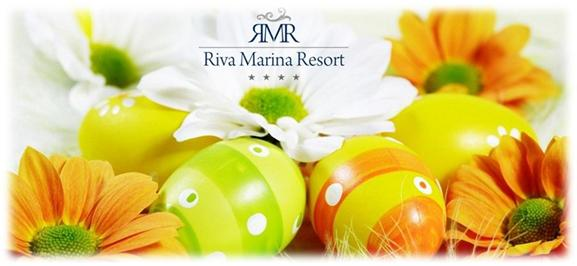 RMR
Riva Marina Resort
★ ★ ★ ★